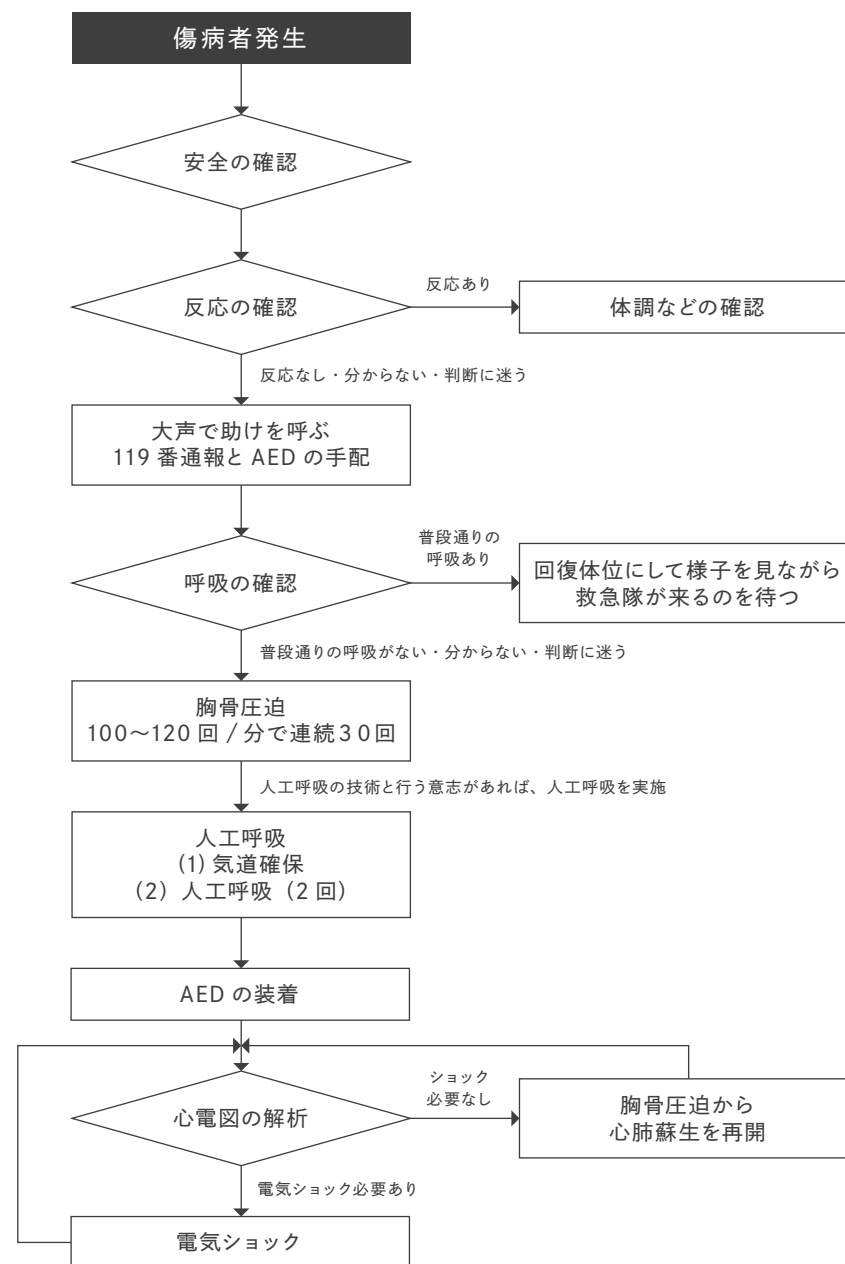 傷病者発生
安全の確認
反応の確認
反応あり
体調などの確認
反応なし・分からない・判断に迷う
大声で助けを呼ぶ
119番通報と AED の手配
呼吸の確認
普段通りの
呼吸あり
回復体位にして様子を見ながら
救急隊が来るのを待つ
普段通りの呼吸がない・分からない・判断に迷う
胸骨圧迫
100〜120 回 / 分で連続30回
人工呼吸の技術と行う意志があれば、人工呼吸を実施
人工呼吸
(1) 気道確保
(2) 人工呼吸(2 回)
AED の装着
心電図の解析
ショック
必要なし
胸骨圧迫から
心肺蘇生を再開
電気ショック必要あり
電気ショック